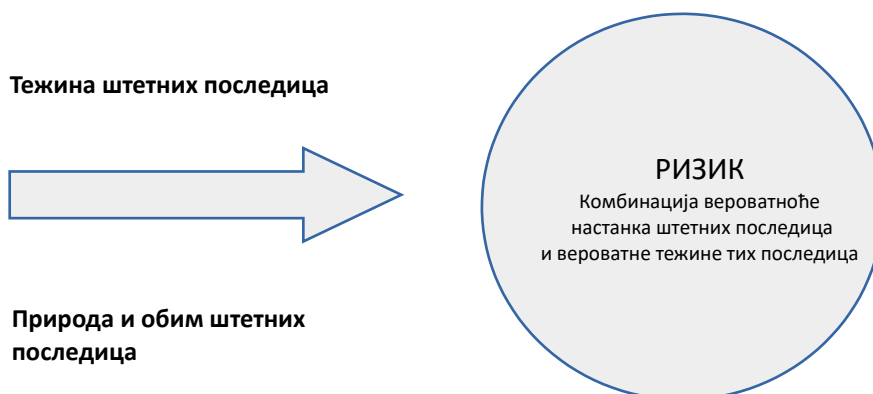 Тежина штетних последица
Природа и обим штетних
последица
РИЗИК
Комбинација вероватноће
настанка штетних последица
и вероватне тежине тих последица